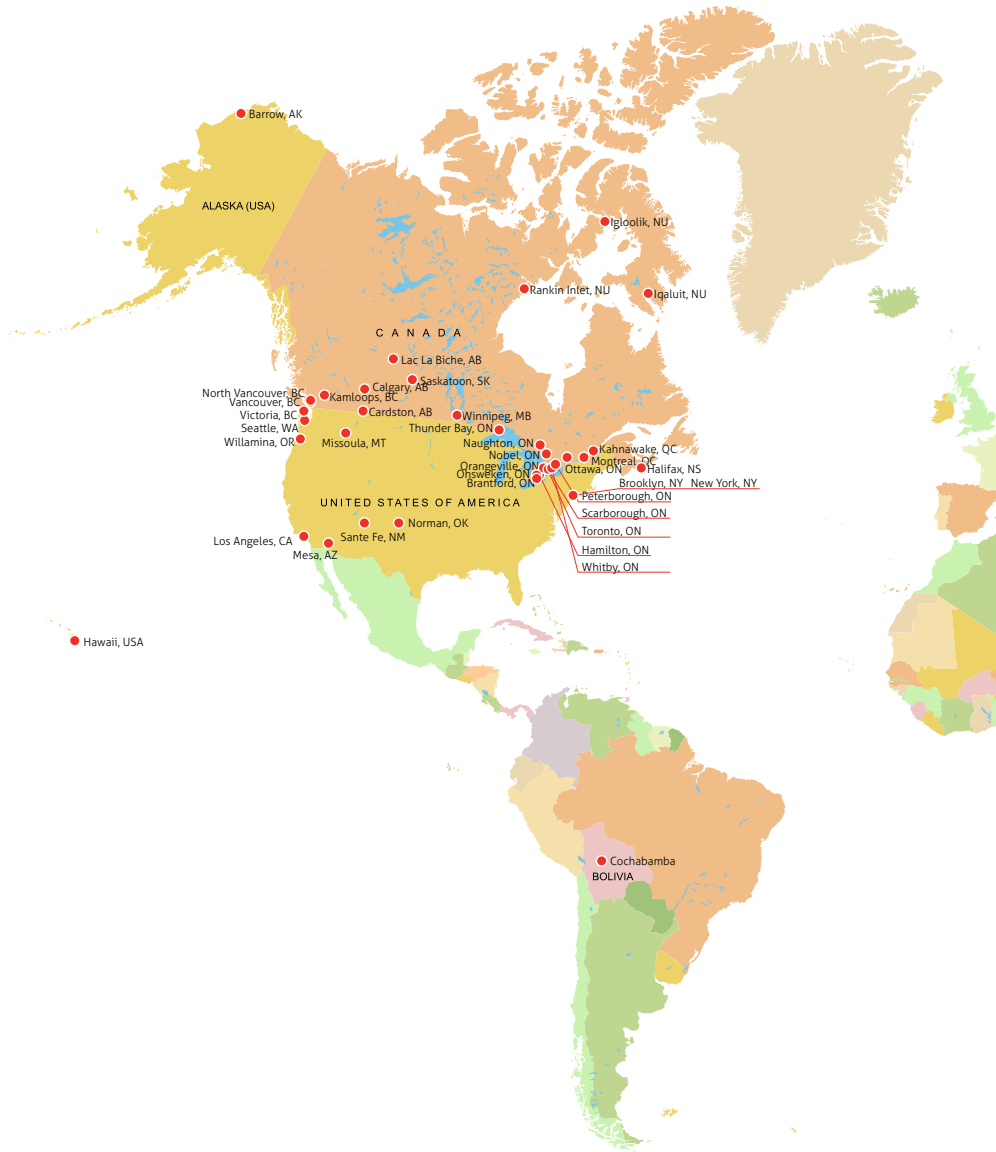 Barrow, AK
ALASKA (USA)
Igloolik, NU
Rankin Inlet, NU
Iqaluit, NU
CANADA
Lac La Biche, AB
Saskatoon, SK
Calgary, AB
North Vancouver, BC
Kamloops, BC
Vancouver, BC
Cardston, AB
Victoria, BC
Winnipeg, MB
Seattle, WA
Thunder Bay, ON
Willamina, OR
Missoula, MT
Naughton, ON
Kahnawake, QC
Nobel, ON
Montreal, QC
Orangeville, ON
Ottawa, ON
Halifax, NS
Onsweken, ON
Brantford, ON
Brooklyn, NY New York, NY
Peterborough, ON
UNITED STATES OF AMERICA
Scarborough, ON
Norman, OK
Toronto, ON
Sante Fe, NM
Los Angeles, CA
Hamilton, ON
Mesa, AZ
Whitby, ON
Hawaii, USA
Cochabamba
BOLIVIA